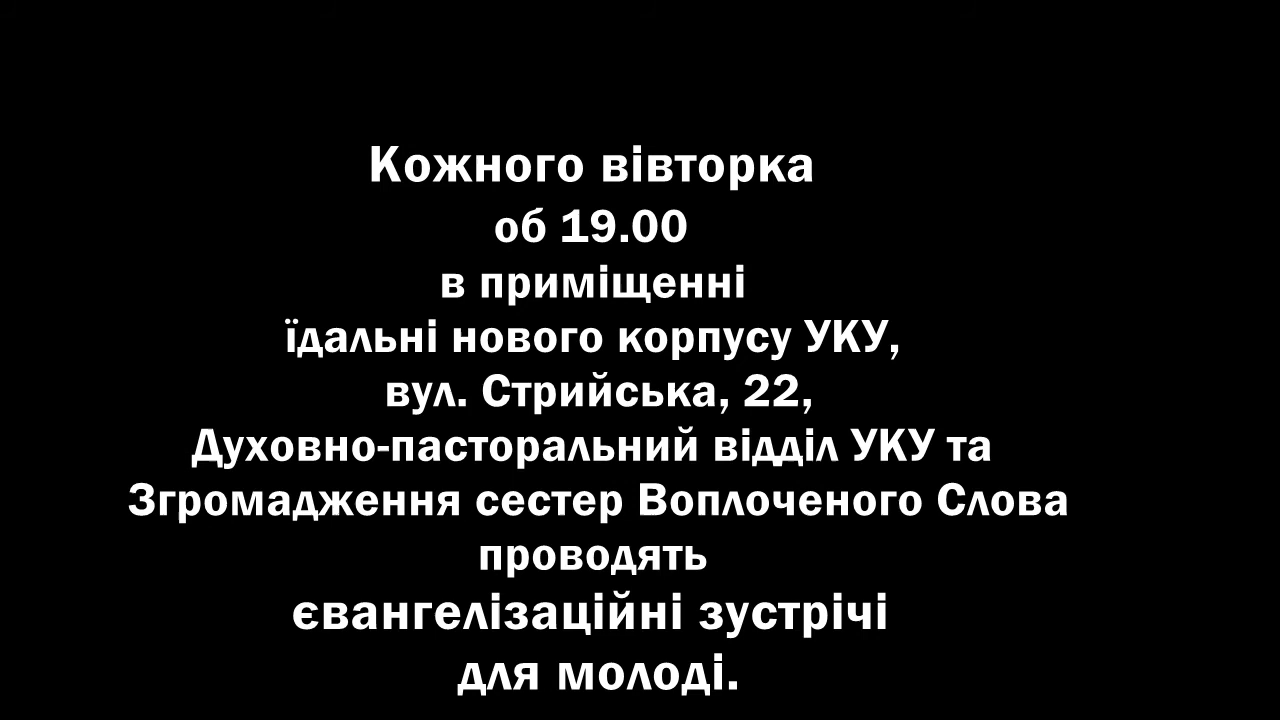 Кожного вівторка
об 19.00
в приміщенні
їдальні нового корпусу УКУ,
вул. Стрийська, 22,
Духовно-пасторальний відділ УКУ та
Згромадження сестер Воплоченого Слова
проводять
євангелізаційні зустрічі
для молоді.